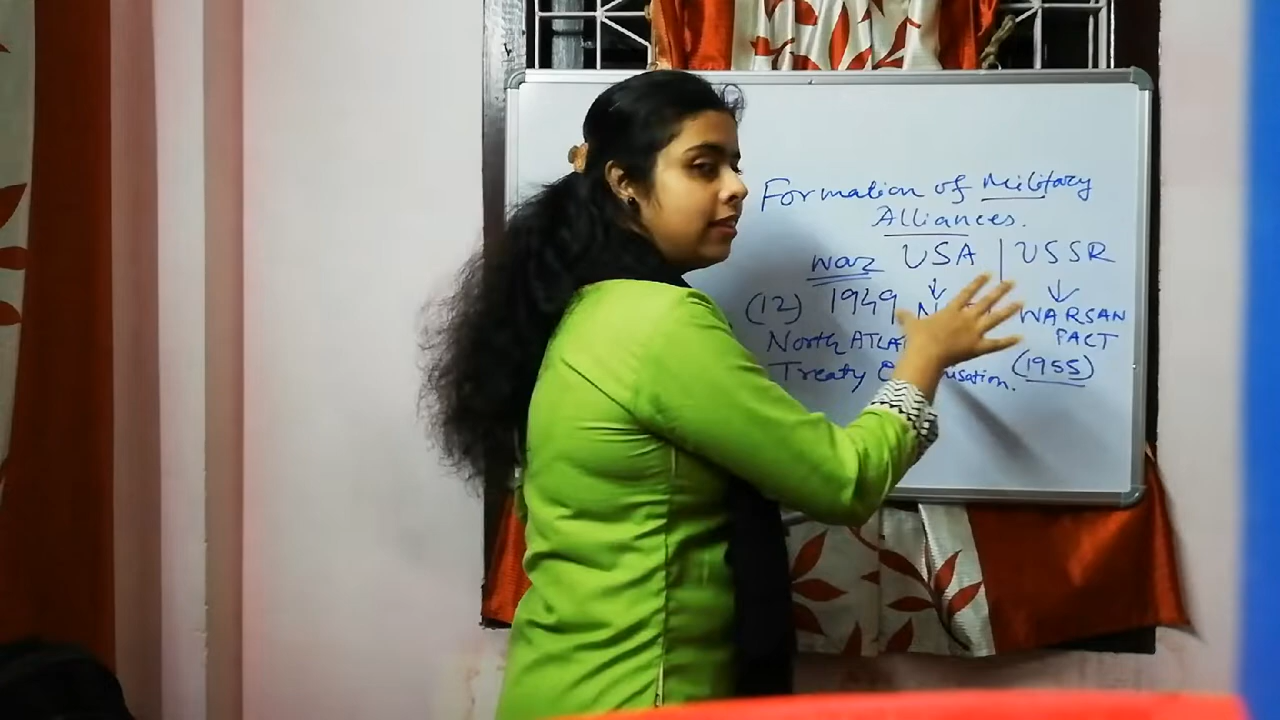 Formation of Military
Alliances.
war USA | USSR
(12) 1949 ↓ ↓
WARSAN
North ATLA PACT
Treaty (1955)